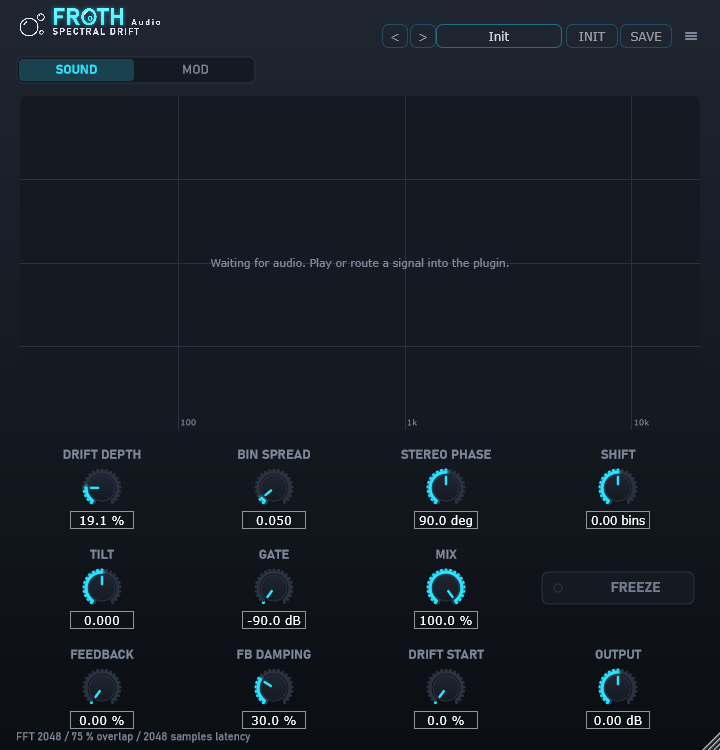 FROTH Audio
SPECTRAL DRIFT
< > Init INIT SAVE
SOUND MOD
Waiting for audio. Play or route a signal into the plugin.
100 1k 10k
DRIFT DEPTH BIN SPREAD STEREO PHASE SHIFT
19.1 % 0.050 90.0 deg 0.00 bins
TILT GATE MIX
FREEZE
0.000 -90.0 dB 100.0 %
FEEDBACK FB DAMPING DRIFT START OUTPUT
0.00 % 30.0 % 0.0 % 0.00 dB
FFT 2048 / 75 % overlap / 2048 samples latency